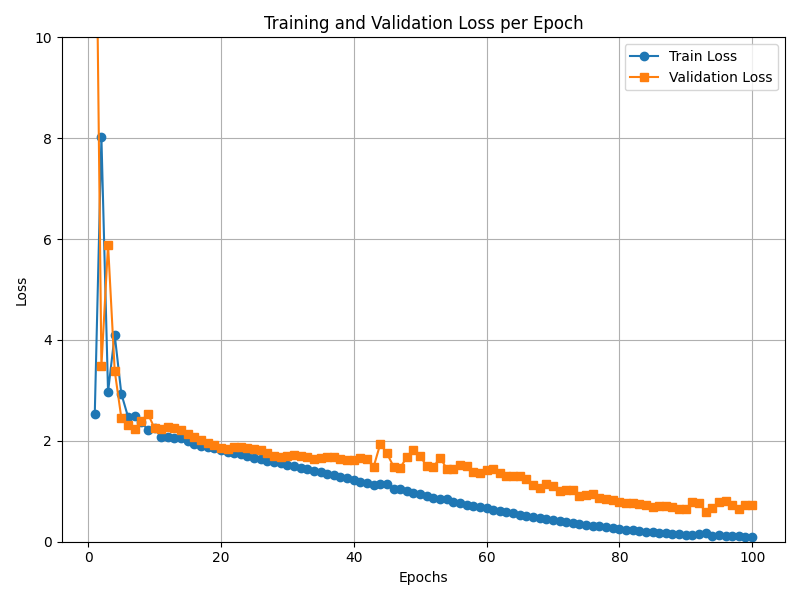 Training and Validation Loss per Epoch
Train Loss
Validation Loss
10
8
6
4
2
0
Loss
0 20 40 60 80 100
Epochs